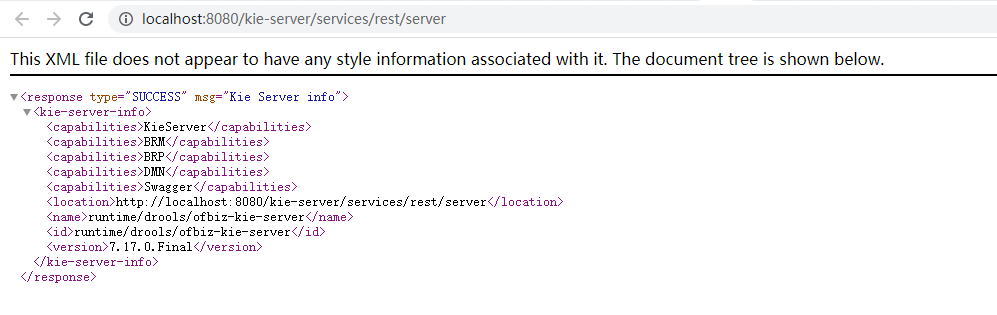 localhost:8080/kie-server/services/rest/server
This XML file does not appear to have any style information associated with it. The document tree is shown below.
<response type="SUCCESS" msg="Kie Server info">
<kie-server-info>
<capabilities>KieServer</capabilities>
<capabilities>BRM</capabilities>
<capabilities>BRP</capabilities>
<capabilities>DMN</capabilities>
<capabilities>Swagger</capabilities>
<location>http://localhost:8080/kie-server/services/rest/server</location>
<name>runtime/drools/ofbiz-kie-server</name>
<id>runtime/drools/ofbiz-kie-server</id>
<version>7.17.0.Final</version>
</kie-server-info>
</response>